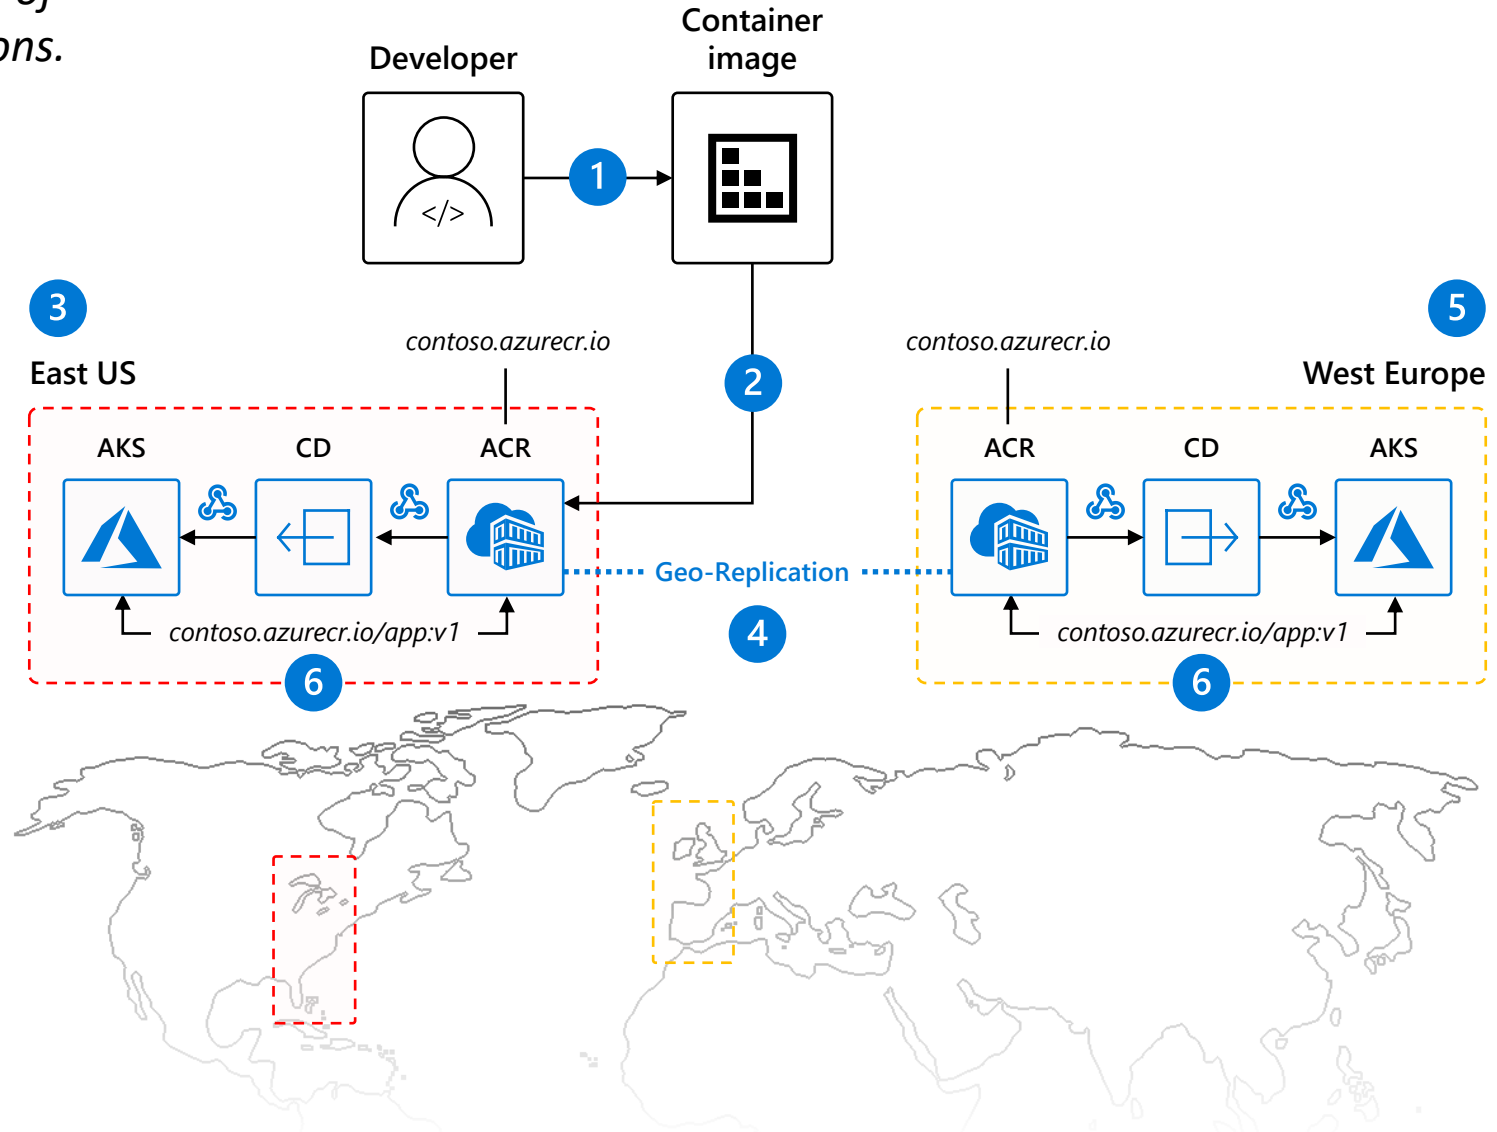 ons.
Developer
Container
image
</>
1
3
5
contoso.azurecr.io
contoso.azurecr.io
2
East US
West Europe
AKS
CD
ACR
ACR
CD
AKS
Geo-Replication
contoso.azurecr.io/app:v1
4
contoso.azurecr.io/app:v1
6
6